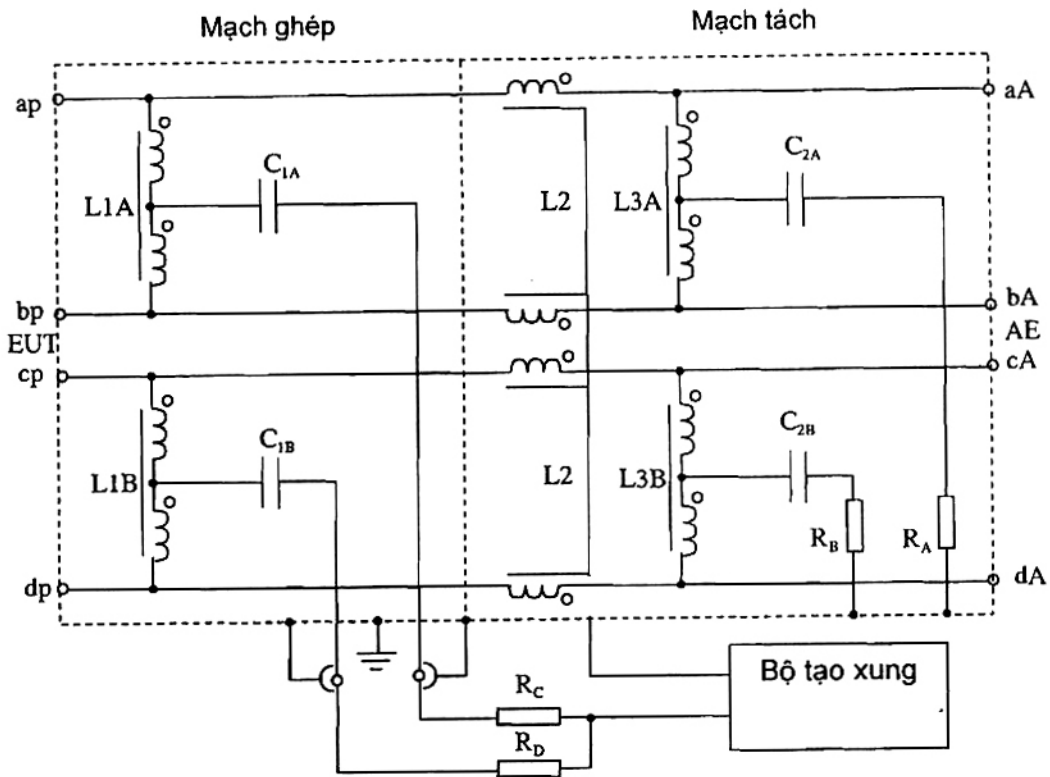 Mạch ghép
Mạch tách
ap
aA
C1A
C2A
L1A
L2
L3A
bp
bA
EUT
AE
cp
cA
C1B
C2B
L1B
L2
L3B
RB
RA
dp
dA
Bộ tạo xung
RC
RD